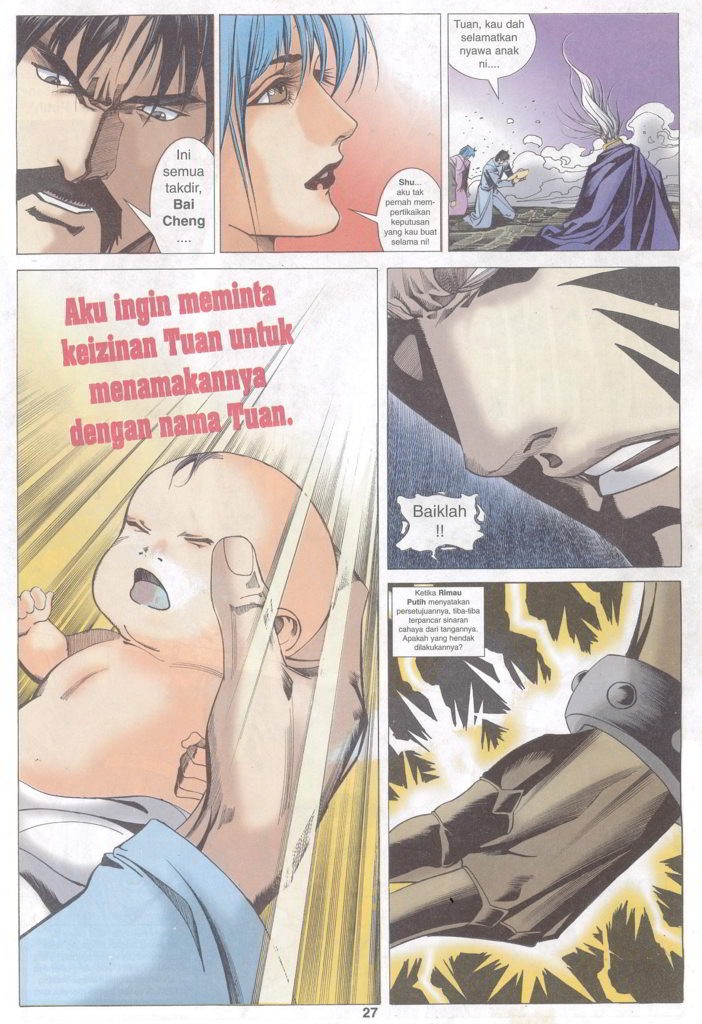 Ini
semua
takdir,
Bai
Cheng
....
Shu...
aku tak
pernah mem-
pertikaikan
keputusan
yang kau buat
selama ni!
Tuan, kau dah
selamatkan
nyawa anak
ni....
Aku ingin meminta
keizinan Tuan untuk
menamakannya
dengan nama Tuan.
Baiklah
!!
Ketika Rimau
Putih menyatakan
persetujuannya, tiba-tiba
terpancar sinaran
cahaya dari tangannya.
Apakah yang hendak
dilakukannya?
27